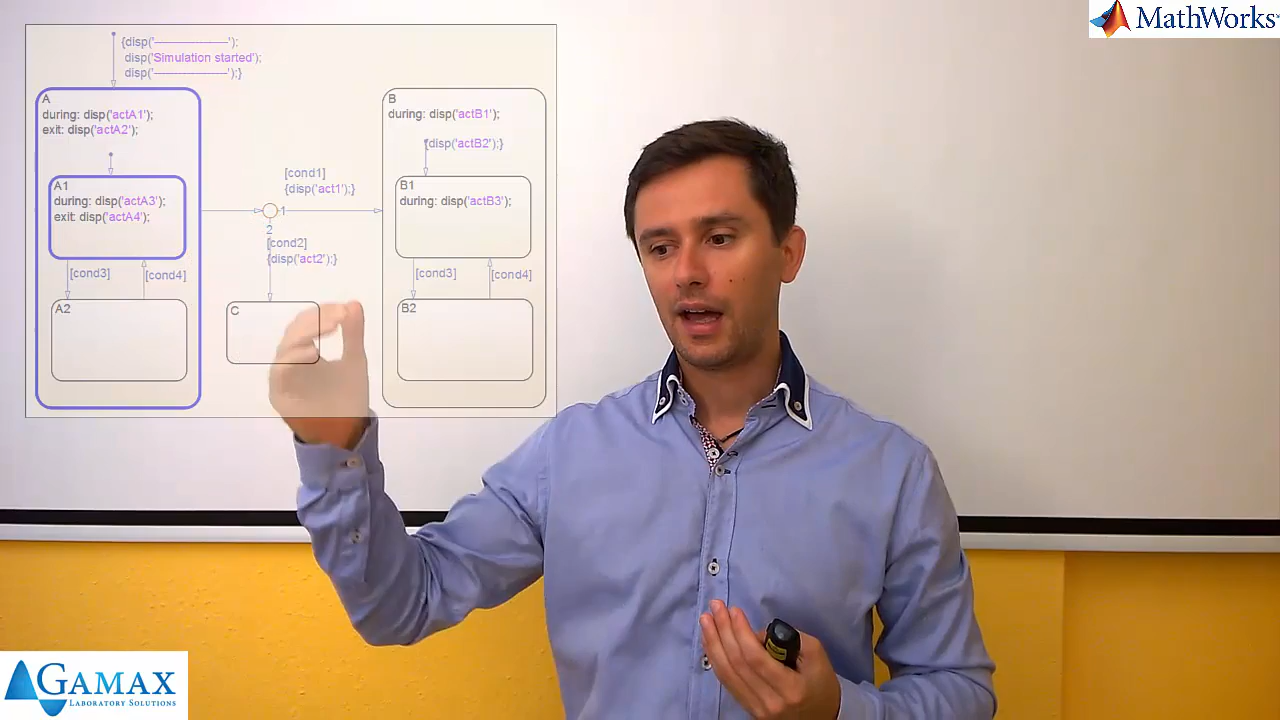 MathWorks
{disp('--------------------');
disp('Simulation started');
disp('--------------------');}
A
during: disp('actA1');
exit: disp('actA2');
A1
during: disp('actA3');
exit: disp('actA4');
[cond3]
[cond4]
A2
[cond1]
{disp('act1');}
1
2
[cond2]
{disp('act2');}
C
B
during: disp('actB1');
{disp('actB2');}
B1
during: disp('actB3');
[cond3]
[cond4]
B2
GAMAX
LABORATORY SOLUTIONS